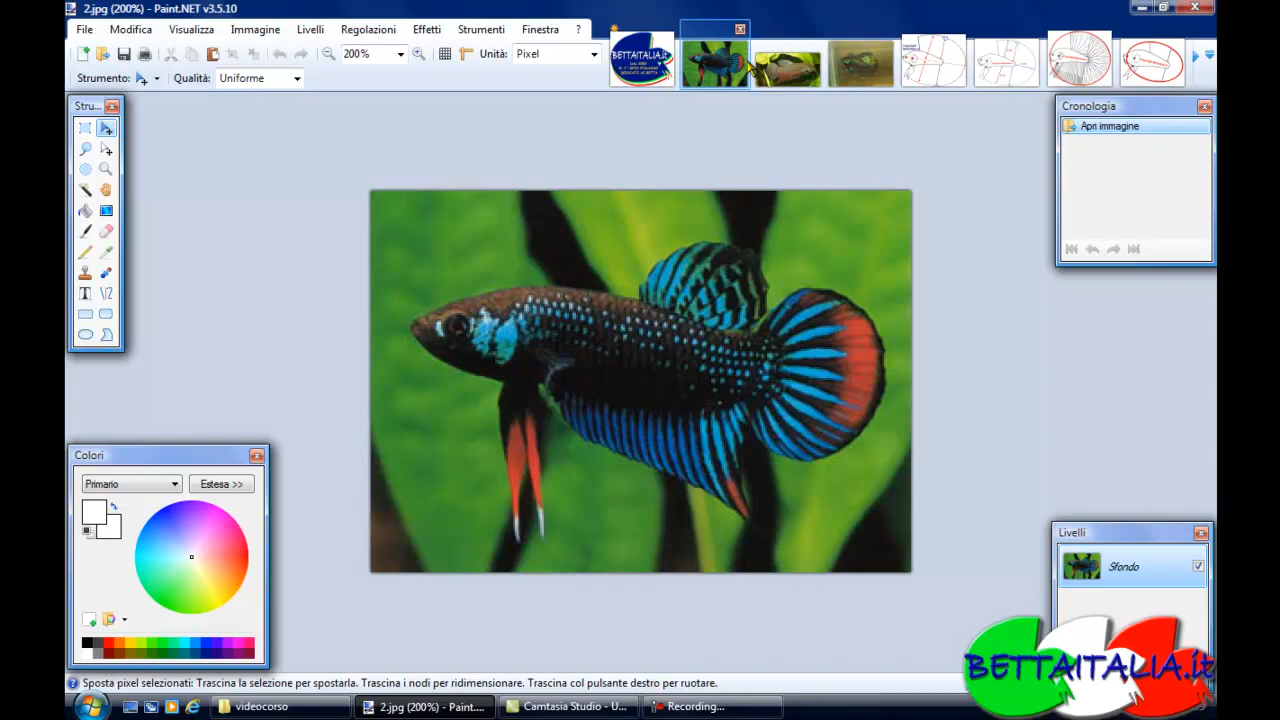 2.jpg (200%) - Paint.NET v3.5.10
File Modifica Visualizza Immagine Livelli Regolazioni Effetti Strumenti Finestra ?
200% Unità: Pixel
Strumento: Qualità: Uniforme
BETTAITALIA.it
Stru...
Cronologia
Apri immagine
Colori
Primario Estesa >>
Livelli
Sfondo
BETTAITALIA.it
Sposta pixel selezionati: Trascina la selezione per spostarla. Trascina i nodi per ridimensionare. Trascina col pulsante destro per ruotare.
videocorso 2.jpg (200%) - Paint.... Camtasia Studio - U... Recording...